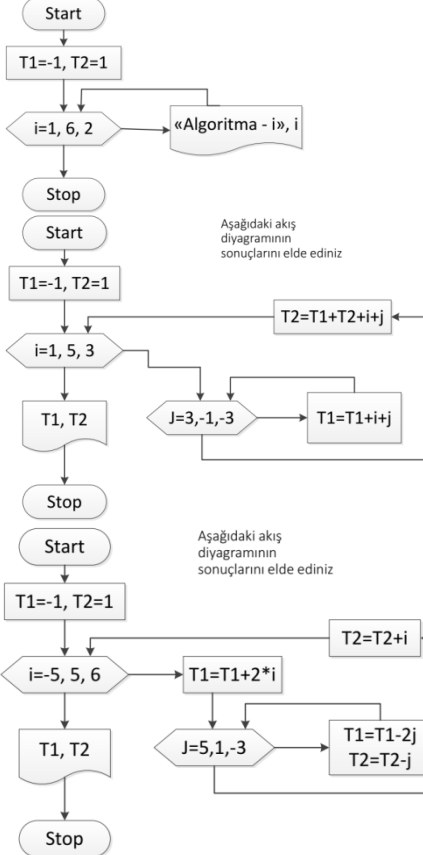 Start
T1=-1, T2=1
i=1, 6, 2
«Algoritma - i», i
Stop
Start
Aşağıdaki akış
diyagramının
sonuçlarını elde ediniz
T1=-1, T2=1
T2=T1+T2+i+j
i=1, 5, 3
T1, T2
J=3,-1,-3
T1=T1+i+j
Stop
Start
Aşağıdaki akış
diyagramının
sonuçlarını elde ediniz
T1=-1, T2=1
T2=T2+i
i=-5, 5, 6
T1=T1+2*i
T1, T2
J=5,1,-3
T1=T1-2j
T2=T2-j
Stop